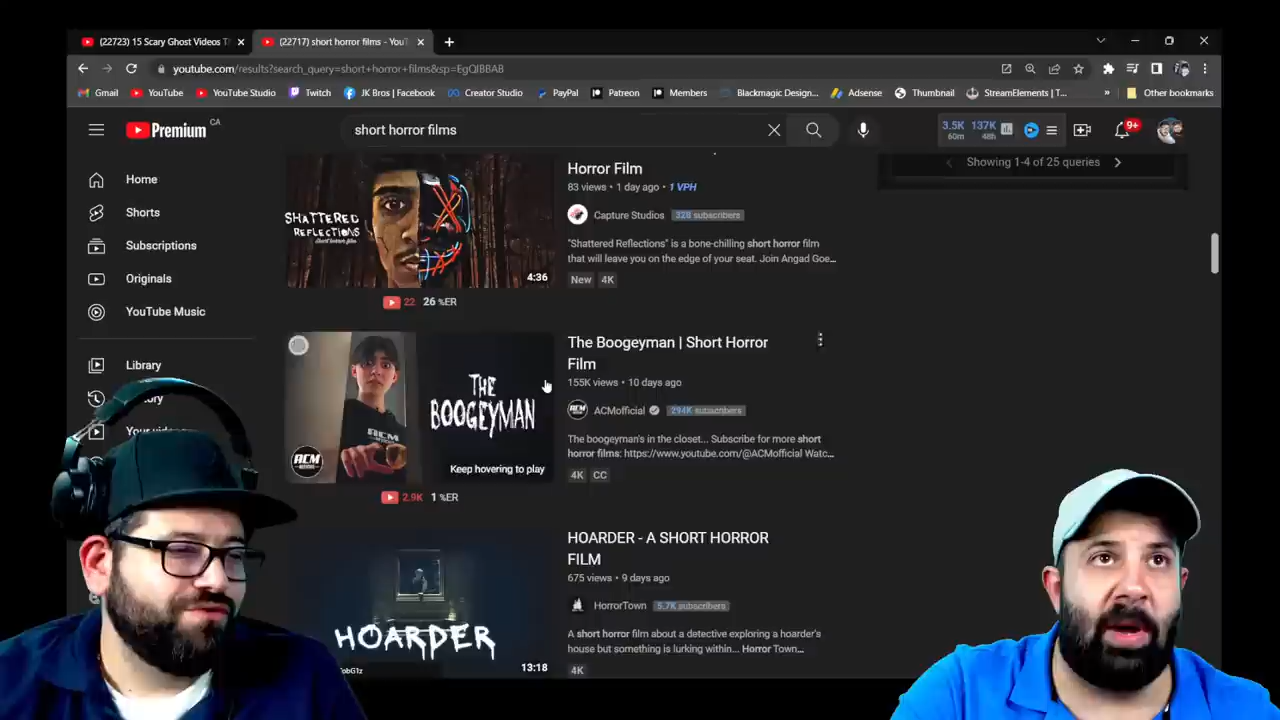 (22723) 15 Scary Ghost Videos T
(22717) short horror films - YouT
youtube.com/results?search_query=short+horror+films&sp=EgQIBBAB
Gmail
YouTube
YouTube Studio
Twitch
JK Bros | Facebook
Creator Studio
PayPal
Patreon
Members
Blackmagic Design...
Adsense
Thumbnail
StreamElements | T...
»
Other bookmarks
Premium
CA
short horror films
3.5K
60m
137K
48h
9+
Home
Shorts
Subscriptions
Originals
YouTube Music
Library
Showing 1-4 of 25 queries
SHATTERED
REFLECTIONS
Short horror film
4:36
Horror Film
83 views • 1 day ago • 1 VPH
Capture Studios 328 subscribers
"Shattered Reflections" is a bone-chilling short horror film
that will leave you on the edge of your seat. Join Angad Goe...
New 4K
22 26 %ER
ACM
ACM
THE
BOOGEYMAN
Keep hovering to play
The Boogeyman | Short Horror
Film
155K views • 10 days ago
ACMofficial 294K subscribers
The boogeyman's in the closet... Subscribe for more short
horror films: https://www.youtube.com/@ACMofficial Watc...
4K CC
2.9K 1 %ER
HOARDER
13:18
HOARDER - A SHORT HORROR
FILM
675 views • 9 days ago
HorrorTown 5.7K subscribers
A short horror film about a detective exploring a hoarder's
house but something is lurking within... Horror Town...
4K